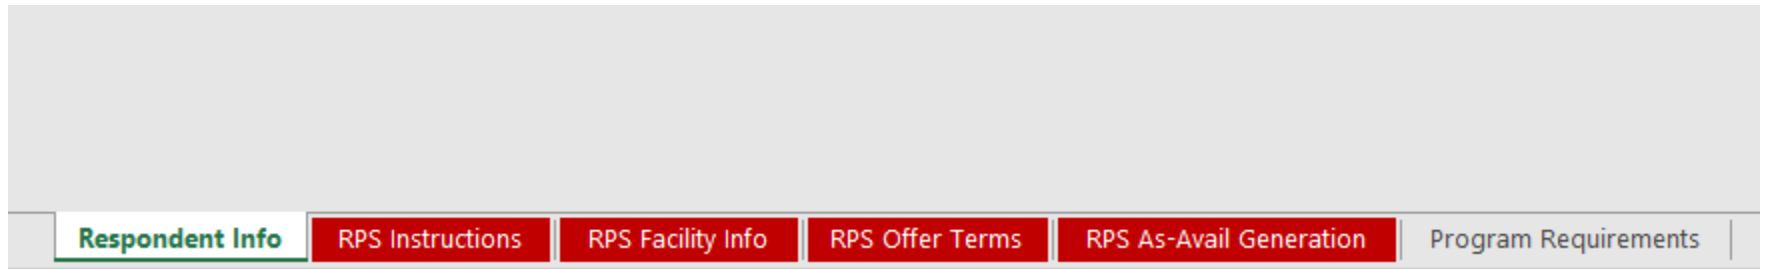 Respondent Info RPS Instructions RPS Facility Info RPS Offer Terms RPS As-Avail Generation Program Requirements